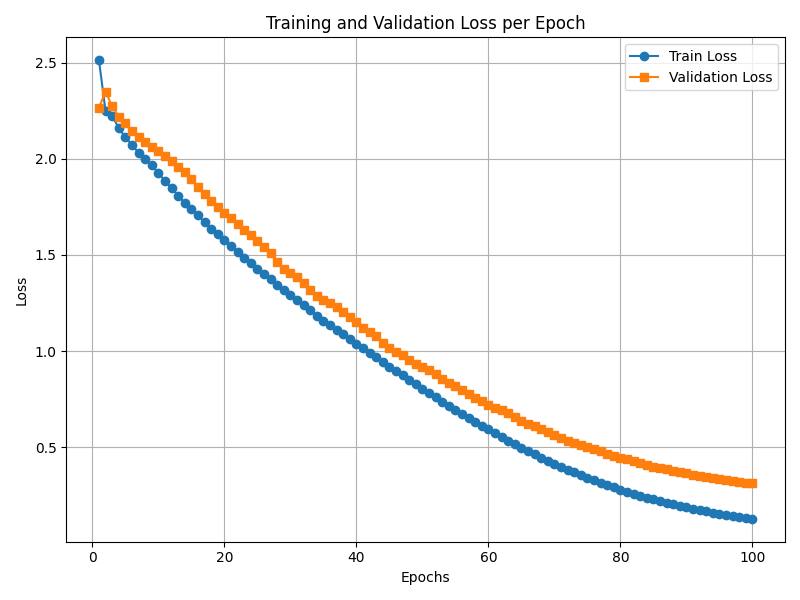 Training and Validation Loss per Epoch
Train Loss
Validation Loss
2.5
2.0
1.5
1.0
0.5
Loss
0 20 40 60 80 100
Epochs